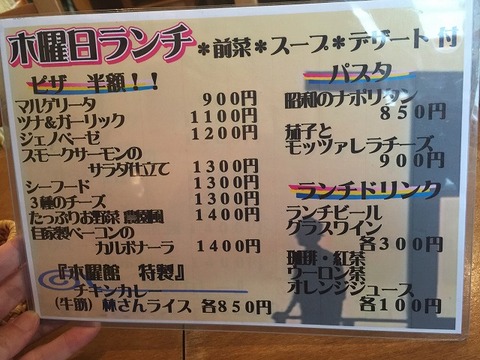 木曜日ランチ *前菜*スープ*デザート 付
ピザ 半額！！
マルゲリータ 900円
ツナ&ガーリック 1100円
ジェノベーゼ 1200円
スモークサーモンの
サラダ仕立て 1300円
シーフード 1300円
3種のチーズ 1300円
たっぷりお野菜 農園風 1400円
自家製ベーコンの
カルボナーラ 1400円
『木曜館 特製』
チキンカレー
(牛筋) 林さんライス 各850円
パスタ
昭和のナポリタン
850円
茄子と
モッツァレラチーズ
900円
ランチドリンク
ランチビール
グラスワイン
各300円
珈琲・紅茶
ウーロン茶
オレンジジュース
各100円